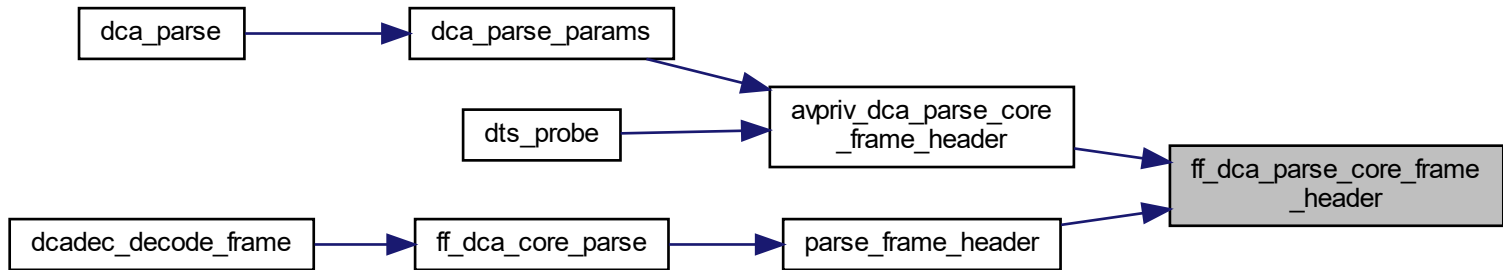 dca_parse
dca_parse_params
dts_probe
avpriv_dca_parse_core
_frame_header
ff_dca_parse_core_frame
_header
dcadec_decode_frame
ff_dca_core_parse
parse_frame_header